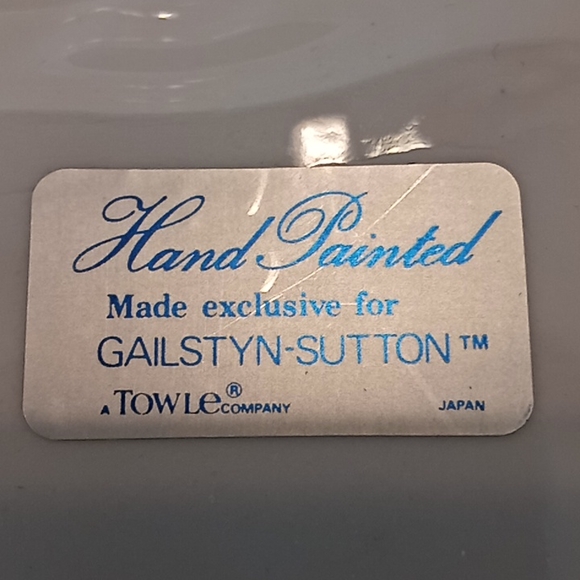 Hand Painted
Made exclusive for
GAILSTYN-SUTTON™
A TOWLE® COMPANY JAPAN